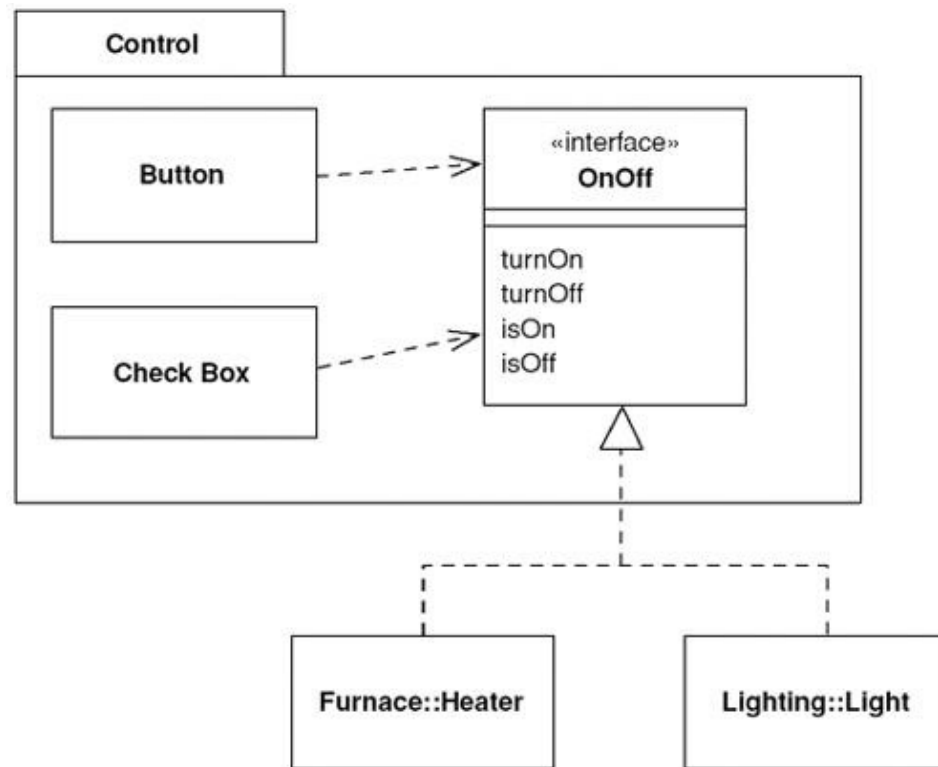 Control
Button
«interface»
OnOff
turnOn
turnOff
isOn
isOff
Check Box
Furnace::Heater
Lighting::Light